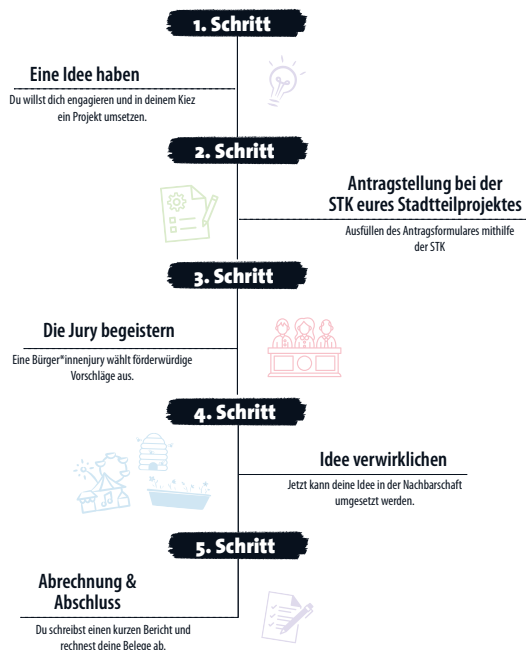 1. Schritt
Eine Idee haben
Du willst dich engagieren und in deinem Kiez
ein Projekt umsetzen.
2. Schritt
Antragstellung bei der
STK eures Stadtteilprojektes
Ausfüllen des Antragsformulares mithilfe
der STK
3. Schritt
Die Jury begeistern
Eine Bürger*innenjury wählt förderwürdige
Vorschläge aus.
4. Schritt
Idee verwirklichen
Jetzt kann deine Idee in der Nachbarschaft
umgesetzt werden.
5. Schritt
Abrechnung &
Abschluss
Du schreibst einen kurzen Bericht und
rechnest deine Belege ab.